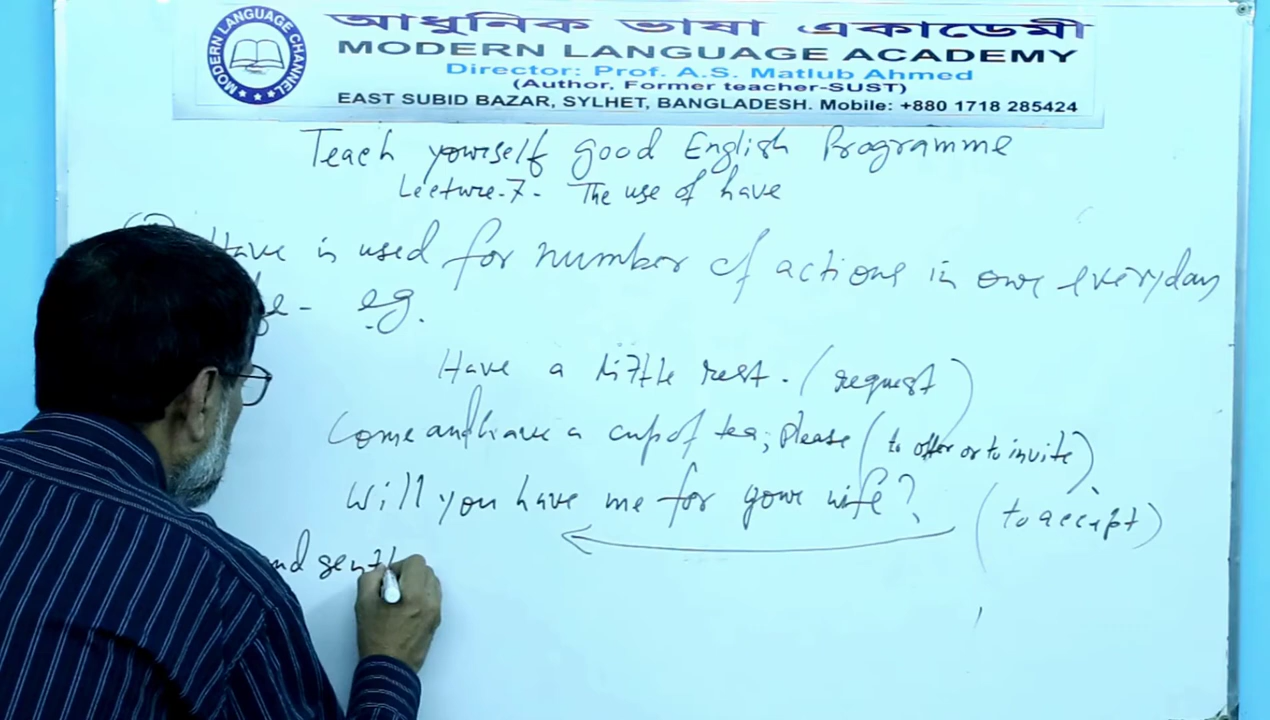 MODERN LANGUAGE CHANNEL
আধুনিক ভাষা একাডেমী
MODERN LANGUAGE ACADEMY
Director: Prof. A.S. Matlub Ahmed
(Author, Former teacher-SUST)
EAST SUBID BAZAR, SYLHET, BANGLADESH. Mobile: +880 1718 285424
Teach yourself good English Programme
Lecture-7- The use of have
Have is used for number of actions in our everyday
e.g.
Have a little rest. (request)
Come and have a cup of tea, please (to offer or to invite)
Will you have me for your wife? (to accept)